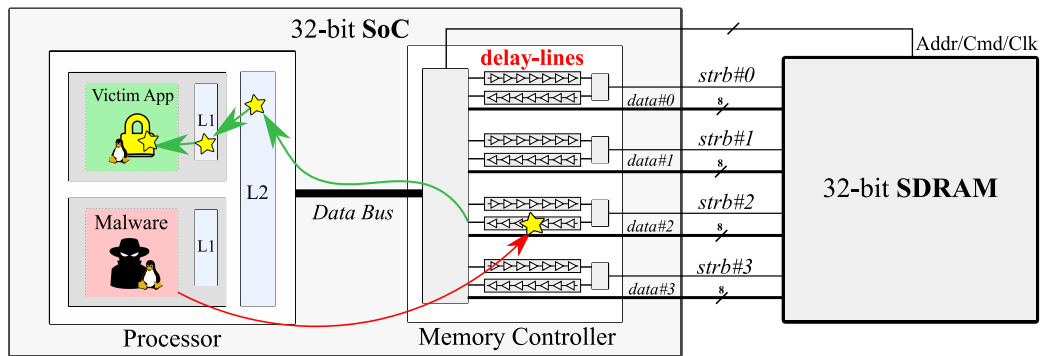 32-bit SoC
delay-lines
Addr/Cmd/Clk
strb#0
data#0
8
Victim App
L1
strb#1
data#1
8
L2
Data Bus
32-bit SDRAM
strb#2
data#2
8
Malware
L1
strb#3
data#3
8
Processor
Memory Controller